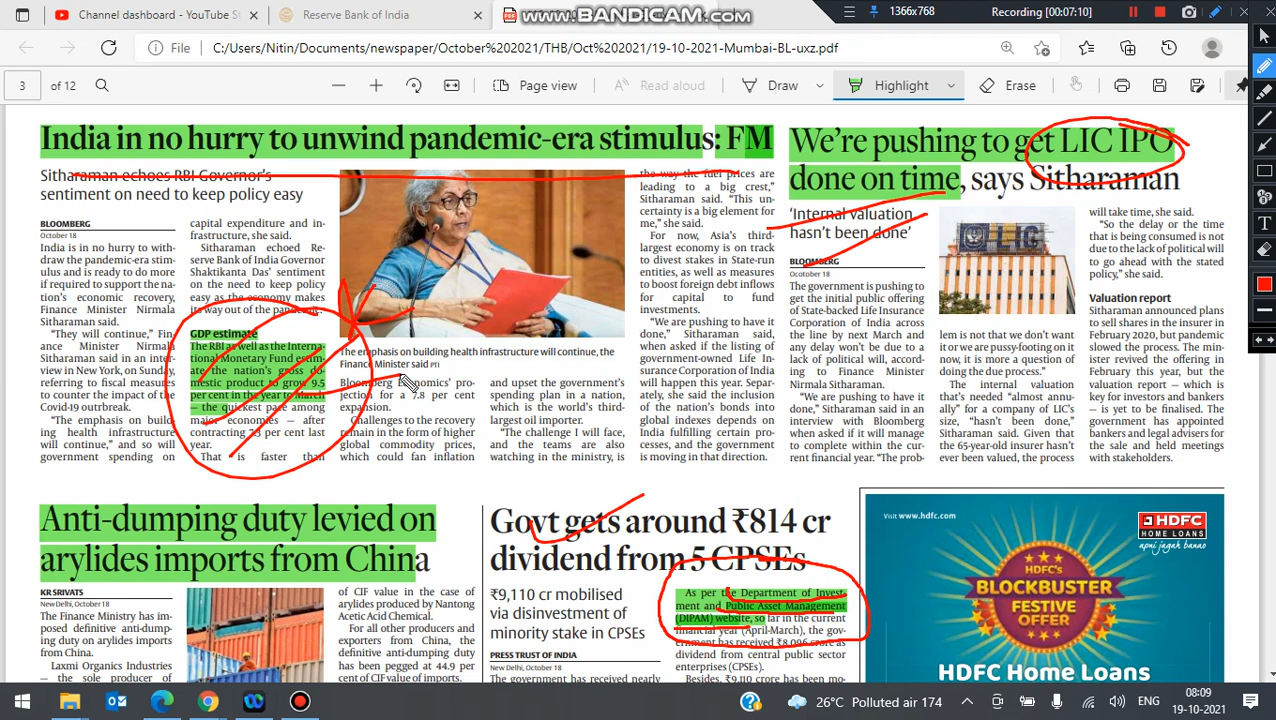 Channel dashboard - YouTube St
Reserve Bank of India
www.BANDICAM.com
1366x768
Recording [00:07:10]
File
C:/Users/Nitin/Documents/newspaper/October%202021/THB/Oct%202021/19-10-2021-Mumbai-BL-uxz.pdf
3
of 12
Page view
Read aloud
Draw
Highlight
Erase
India in no hurry to unwind pandemic-era stimulus: FM
Sitharaman echoes RBI Governor's
sentiment on need to keep policy easy
BLOOMBERG
October 18
India is in no hurry to with-
draw the pandemic-era stim-
ulus and is ready to do more
if required to support the na-
tion's economic recovery,
Finance Minister Nirmala
Sitharaman said.
"They will continue," Fin-
ance Minister Nirmala
Sitharaman said in an inter-
view in New York, on Sunday,
referring to fiscal measures
to counter the impact of the
Covid-19 outbreak.
"The emphasis on build-
ing health infrastructure
will continue," and so will
government spending on
capital expenditure and in-
frastructure, she said.
Sitharaman echoed Re-
serve Bank of India Governor
Shaktikanta Das' sentiment
on the need to keep policy
easy as the economy makes
its way out of the pandemic.
GDP estimate
The RBI as well as the Interna-
tional Monetary Fund estim-
ate the nation's gross do-
mestic product to grow 9.5
per cent in the year to March
— the quickest pace among
major economies — after
contracting 7.3 per cent last
year.
That is faster than
The emphasis on building health infrastructure will continue, the
Finance Minister said PTI
Bloomberg Economics' pro-
jection for a 7.8 per cent
expansion.
Challenges to the recovery
remain in the form of higher
global commodity prices,
which could fan inflation
and upset the government's
spending plan in a nation,
which is the world's third-
largest oil importer.
"The challenge I will face,
and the teams are also
watching in the ministry, is
the way the fuel prices are
leading to a big crest,"
Sitharaman said. "This un-
certainty is a big element for
me," she said.
For now, Asia's third-
largest economy is on track
to divest stakes in State-run
entities, as well as measures
to boost foreign debt inflows
for capital to fund
investments.
"We are pushing to have it
done," Sitharaman said,
when asked if the listing of
government-owned Life In-
surance Corporation of India
will happen this year. Separ-
ately, she said the inclusion
of the nation's bonds into
global indexes depends on
India fulfilling certain pro-
cesses, and the government
is moving in that direction.
We're pushing to get LIC IPO
done on time, says Sitharaman
'Internal valuation
hasn't been done'
BLOOMBERG
Ocotober 18
The government is pushing to
get the initial public offering
of State-backed Life Insurance
Corporation of India across
the line by next March and
any delay won't be due to a
lack of political will, accord-
ing to Finance Minister
Nirmala Sitharaman.
"We are pushing to have it
done," Sitharaman said in an
interview with Bloomberg
when asked if it will manage
to complete within the cur-
rent financial year. "The prob-
lem is not that we don't want
it or we are pussy-footing on it
now, it is more a question of
doing the due process."
The internal valuation
that's needed "almost annu-
ally" for a company of LIC's
size, "hasn't been done,"
Sitharaman said. Given that
the 65-year-old insurer hasn't
ever been valued, the process
will take time, she said.
"So the delay or the time
that is being consumed is not
due to the lack of political will
to go ahead with the stated
policy," she said.
Valuation report
Sitharaman announced plans
to sell shares in the insurer in
February 2020, but pandemic
slowed the process. The min-
ister revived the offering in
February this year, but the
valuation report — which is
key for investors and bankers
— is yet to be finalised. The
government has appointed
bankers and legal advisers for
the sale and held meetings
with stakeholders.
Anti-dumping duty levied on
arylides imports from China
KR SRIVATS
New Delhi, October 18
The Finance Ministry has im-
posed definitive anti-dump-
ing duty on arylides imports
from China.
Laxmi Organics Industries
— the sole producer of
of CIF value in the case of
arylides produced by Nantong
Acetic Acid Chemical.
For all other producers and
exporters from China, the
definitive anti-dumping duty
has been pegged at 44.9 per
cent of CIF value of imports.
Govt gets around ₹814 cr
dividend from 5 CPSEs
₹9,110 cr mobilised
via disinvestment of
minority stake in CPSEs
PRESS TRUST OF INDIA
New Delhi, October 18
The government has received nearly
As per the Department of Invest-
ment and Public Asset Management
(DIPAM) website, so far in the current
financial year (April-March), the gov-
ernment has received ₹8,096 crore as
dividend from central public sector
enterprises (CPSEs).
Besides, ₹9,110 crore has been mo-
Visit www.hdfc.com
HDFC
HOME LOANS
apni jagah banao
HDFC's
BLOCKBUSTER
FESTIVE
OFFER
HDFC Home Loans
LIC
26°C Polluted air 174
ENG
08:09
19-10-2021